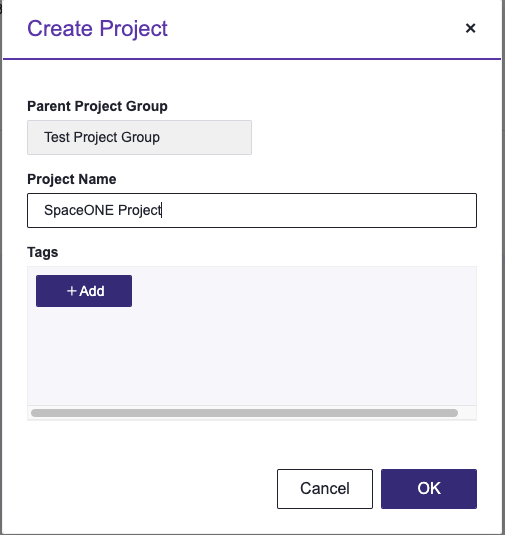 Create Project
×
Parent Project Group
Test Project Group
Project Name
SpaceONE Project
Tags
+ Add
Cancel OK